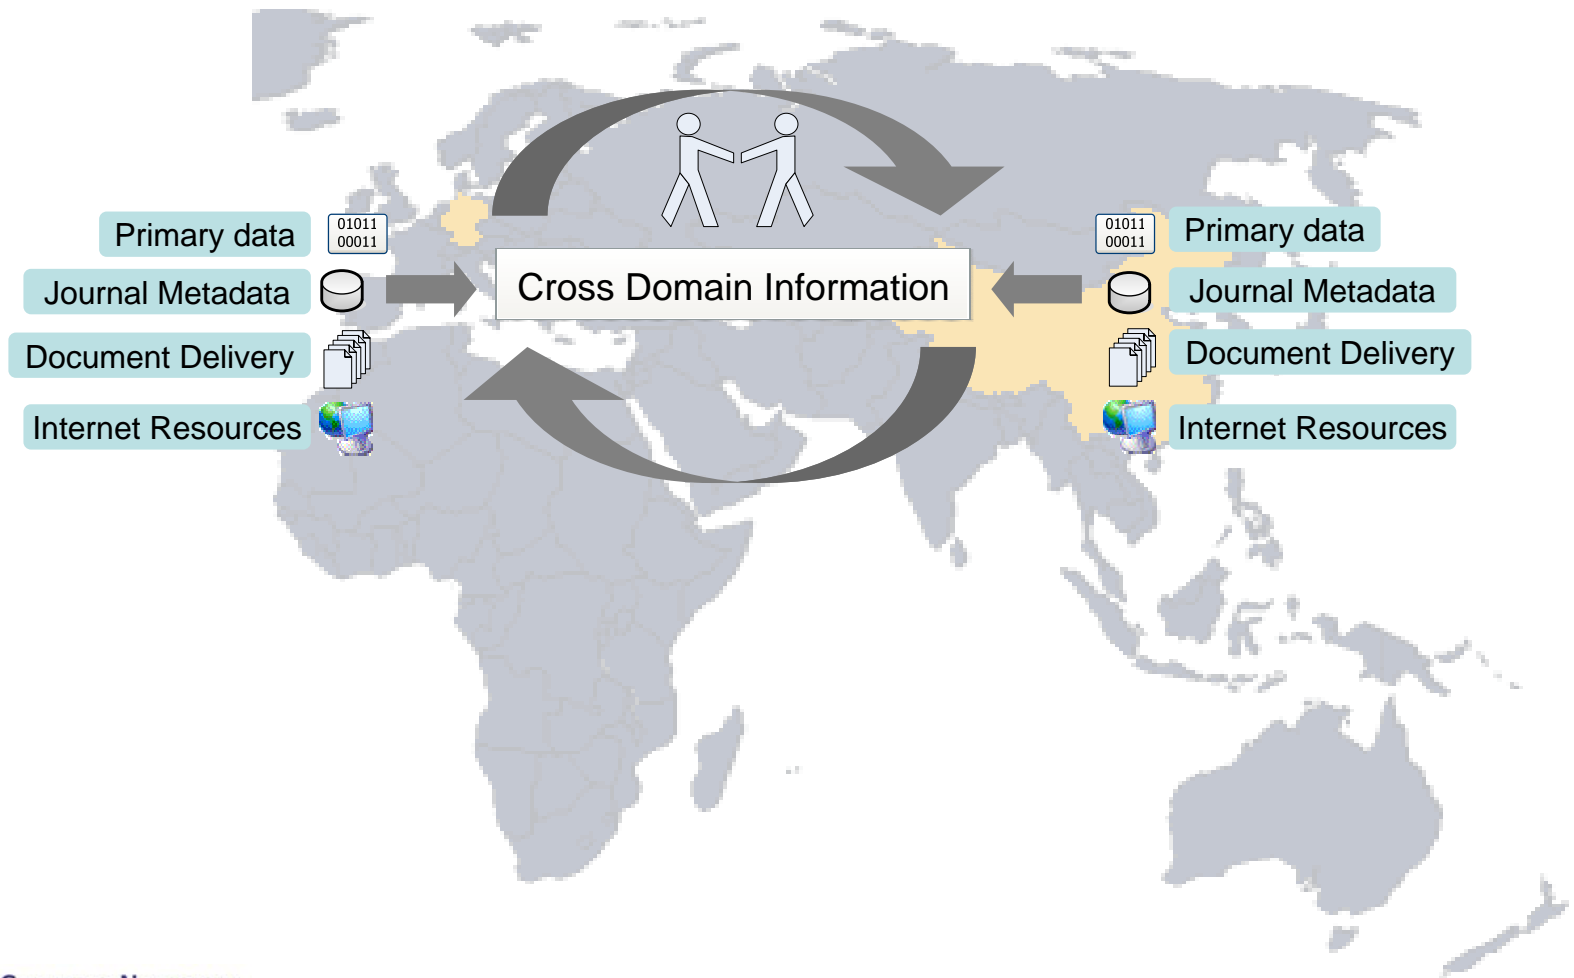 Primary data
01011
00011
Journal Metadata
Document Delivery
Internet Resources
Cross Domain Information
01011
00011
Primary data
Journal Metadata
Document Delivery
Internet Resources